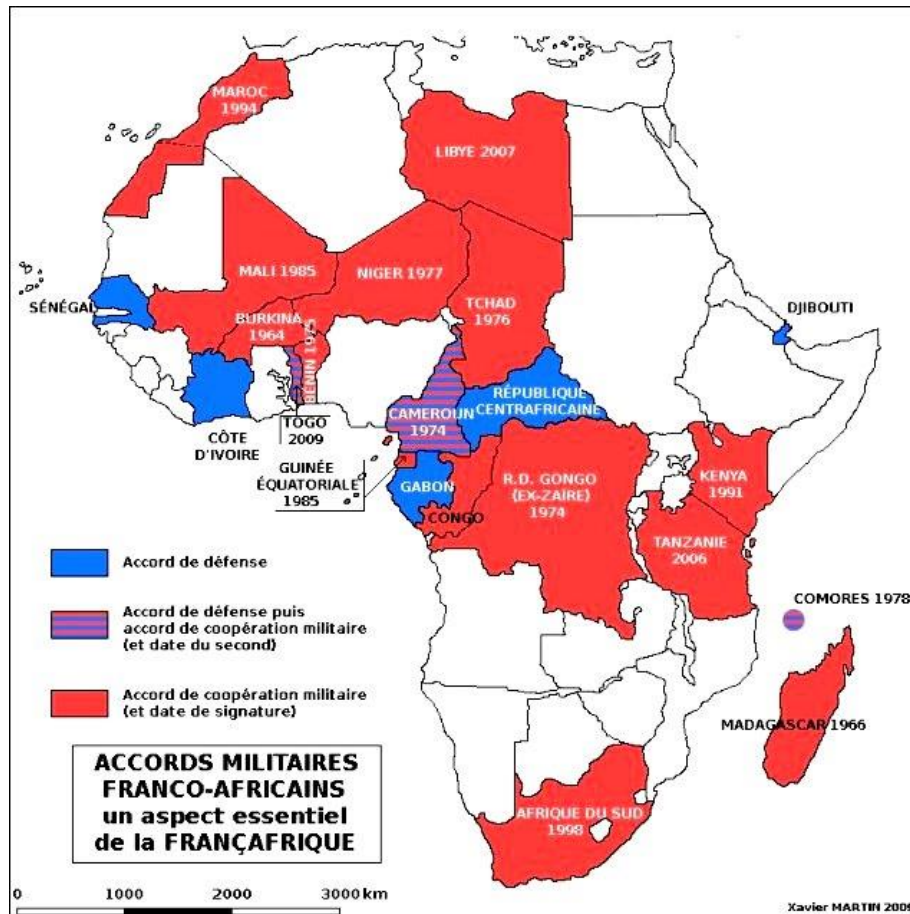 MAROC
1994
LIBYE 2007
MALI 1985
NIGER 1977
TCHAD
1976
SÉNÉGAL
BURKINA
1964
BÉNIN 1975
DJIBOUTI
RÉPUBLIQUE
CENTRAFRICAINE
CAMEROUN
1974
TOGO
2009
CÔTE
D'IVOIRE
GUINÉE
ÉQUATORIALE
1985
GABON
CONGO
R.D. GONGO
(EX-ZAÏRE)
1974
KENYA
1991
TANZANIE
2006
COMORES 1978
MADAGASCAR 1966
AFRIQUE DU SUD
1998
Accord de défense
Accord de défense puis
accord de coopération militaire
(et date du second)
Accord de coopération militaire
(et date de signature)
ACCORDS MILITAIRES
FRANCO-AFRICAINS
un aspect essentiel
de la FRANÇAFRIQUE
0 1000 2000 3000 km
Xavier MARTIN 2009